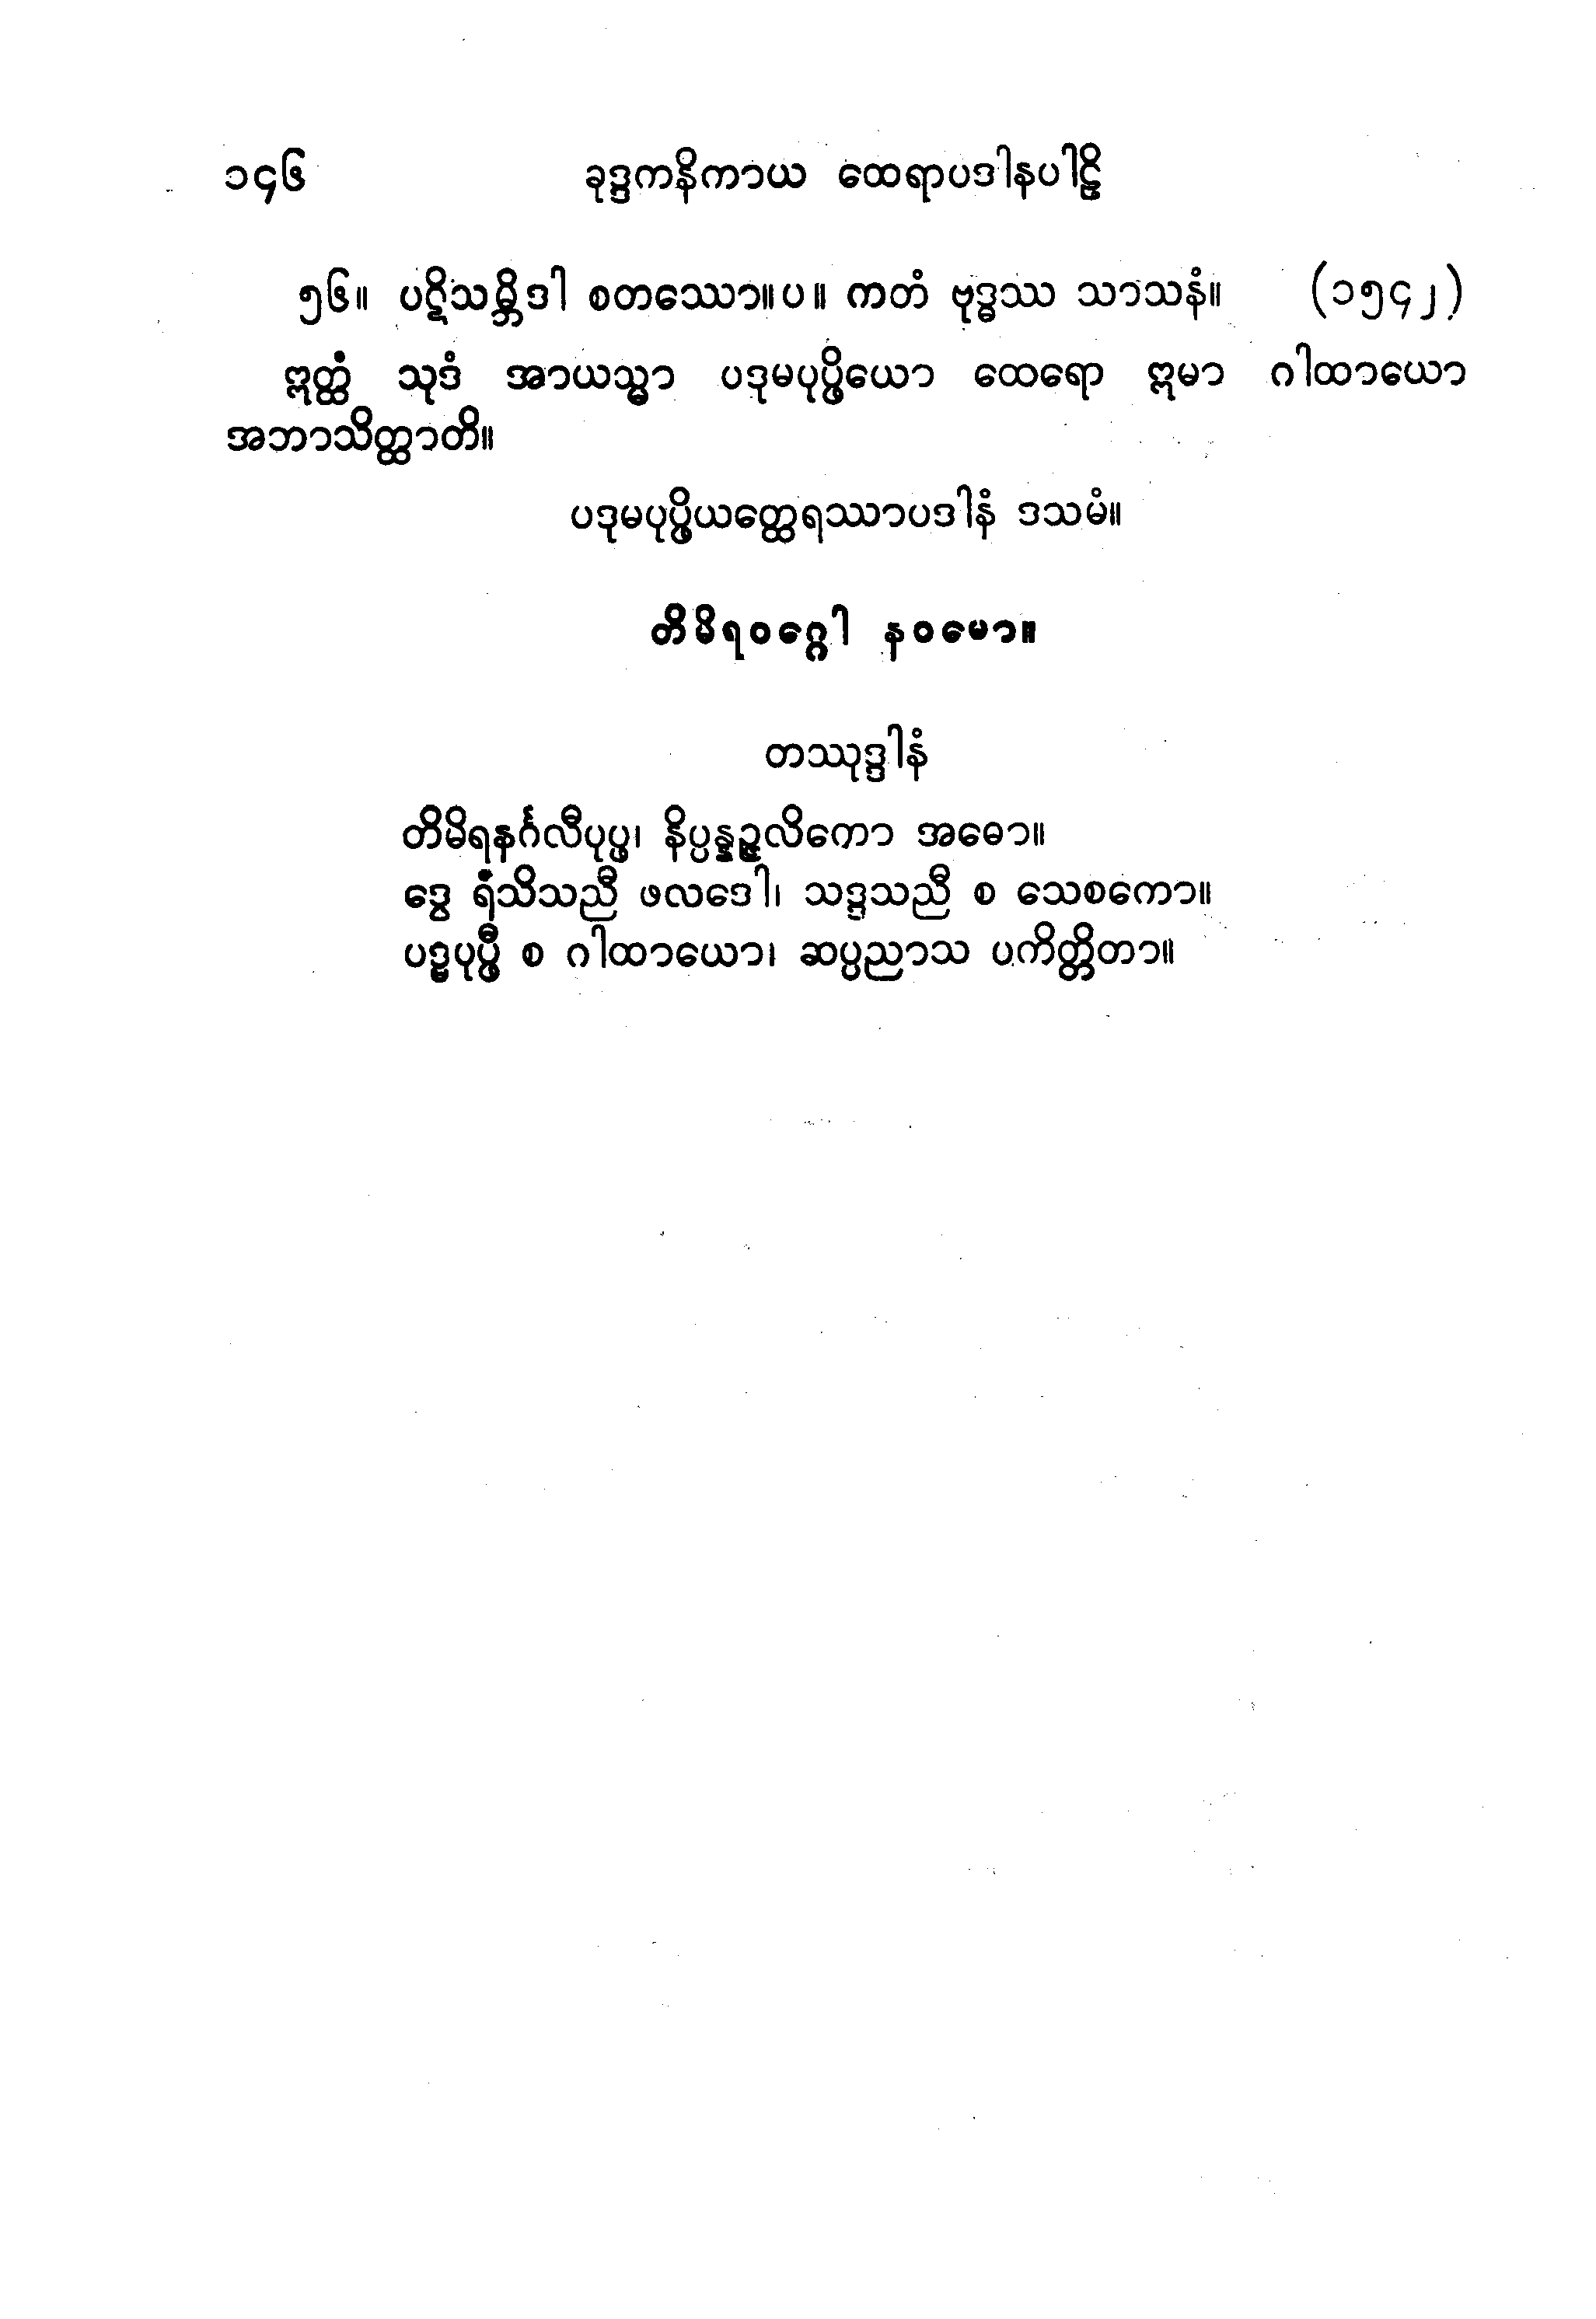 ၁၄၆ ခုဒ္ဒကနိကာယ ထေရာပဒါနပါဠိ
၅၆။ ပဋိသမ္ဘိဒါ စတဿော။ပ။ ကတံ ဗုဒ္ဓဿ သာသနံ။ (၁၅၄၂)
ဣတ္ထံ သုဒံ အာယသ္မာ ပဒုမပုပ္ဖိယော ထေရော ဣမာ ဂါထာယော
အဘာသိတ္ထာတိ။
ပဒုမပုပ္ဖိယတ္ထေရဿာပဒါနံ ဒသမံ။
တိမိရဝဂ္ဂေါ နဝမော။
တဿုဒ္ဒါနံ
တိမိရနင်္ဂလီပုပ္ဖ၊ နိပ္ပန္နဉ္ဇလိကော အဓော။
ဒွေ ရံသိသညီ ဖလဒေါ၊ သဒ္ဒသညီ စ သေစကော။
ပဒ္မပုပ္ဖီ စ ဂါထာယော၊ ဆပ္ပညာသ ပကိတ္တိတာ။